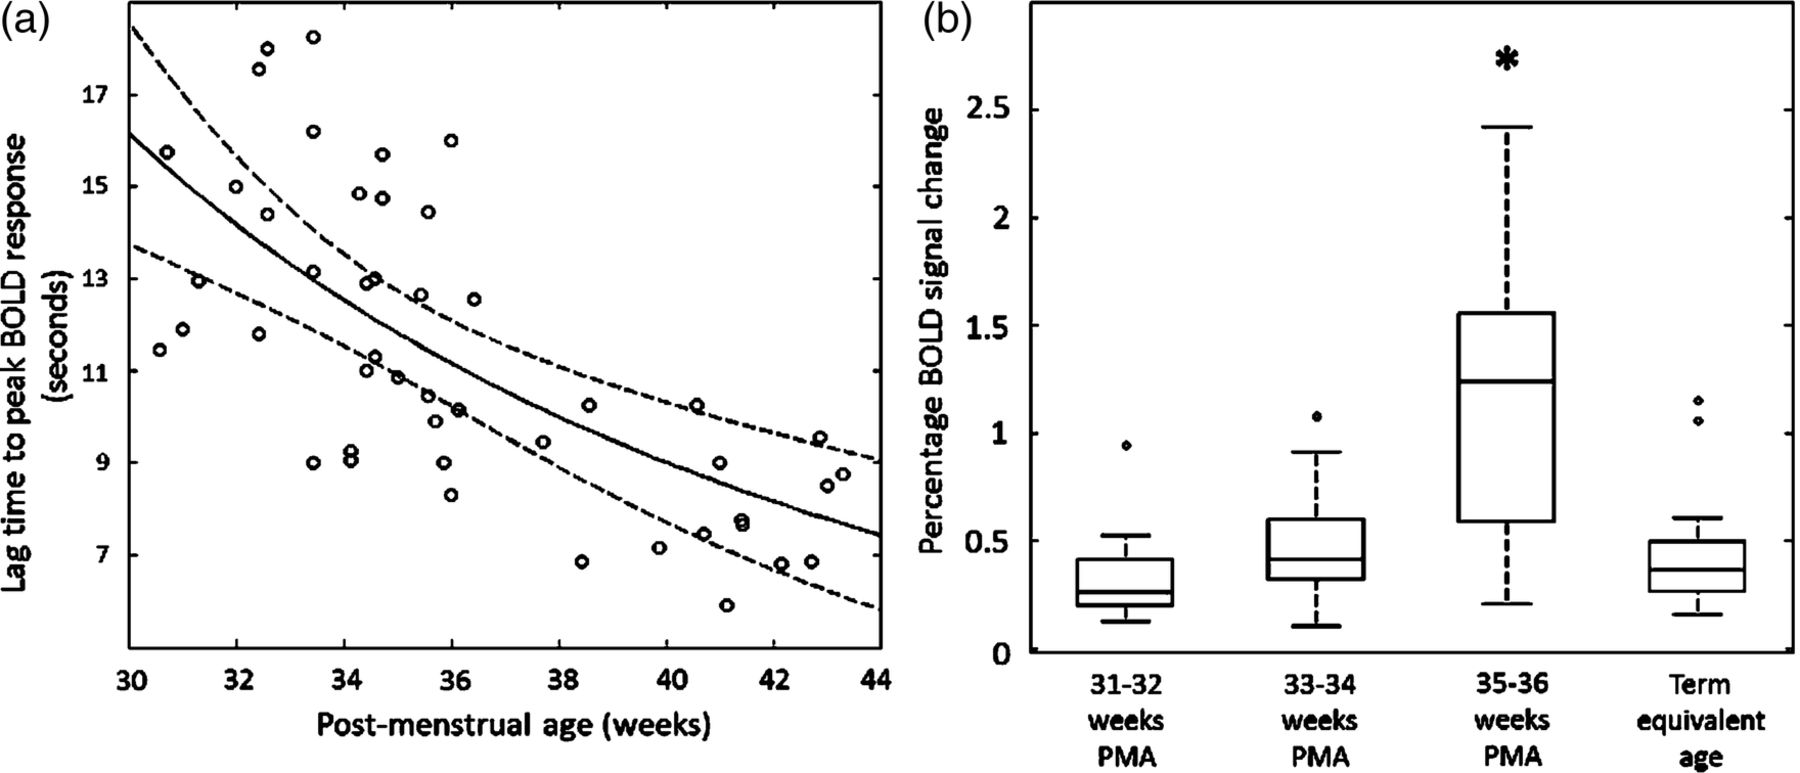 (a)
Lag time to peak BOLD response
(seconds)
17
15
13
11
9
7
30 32 34 36 38 40 42 44
Post-menstrual age (weeks)
(b)
Percentage BOLD signal change
*
2.5
2
1.5
1
0.5
0
31-32 weeks PMA
33-34 weeks PMA
35-36 weeks PMA
Term equivalent age